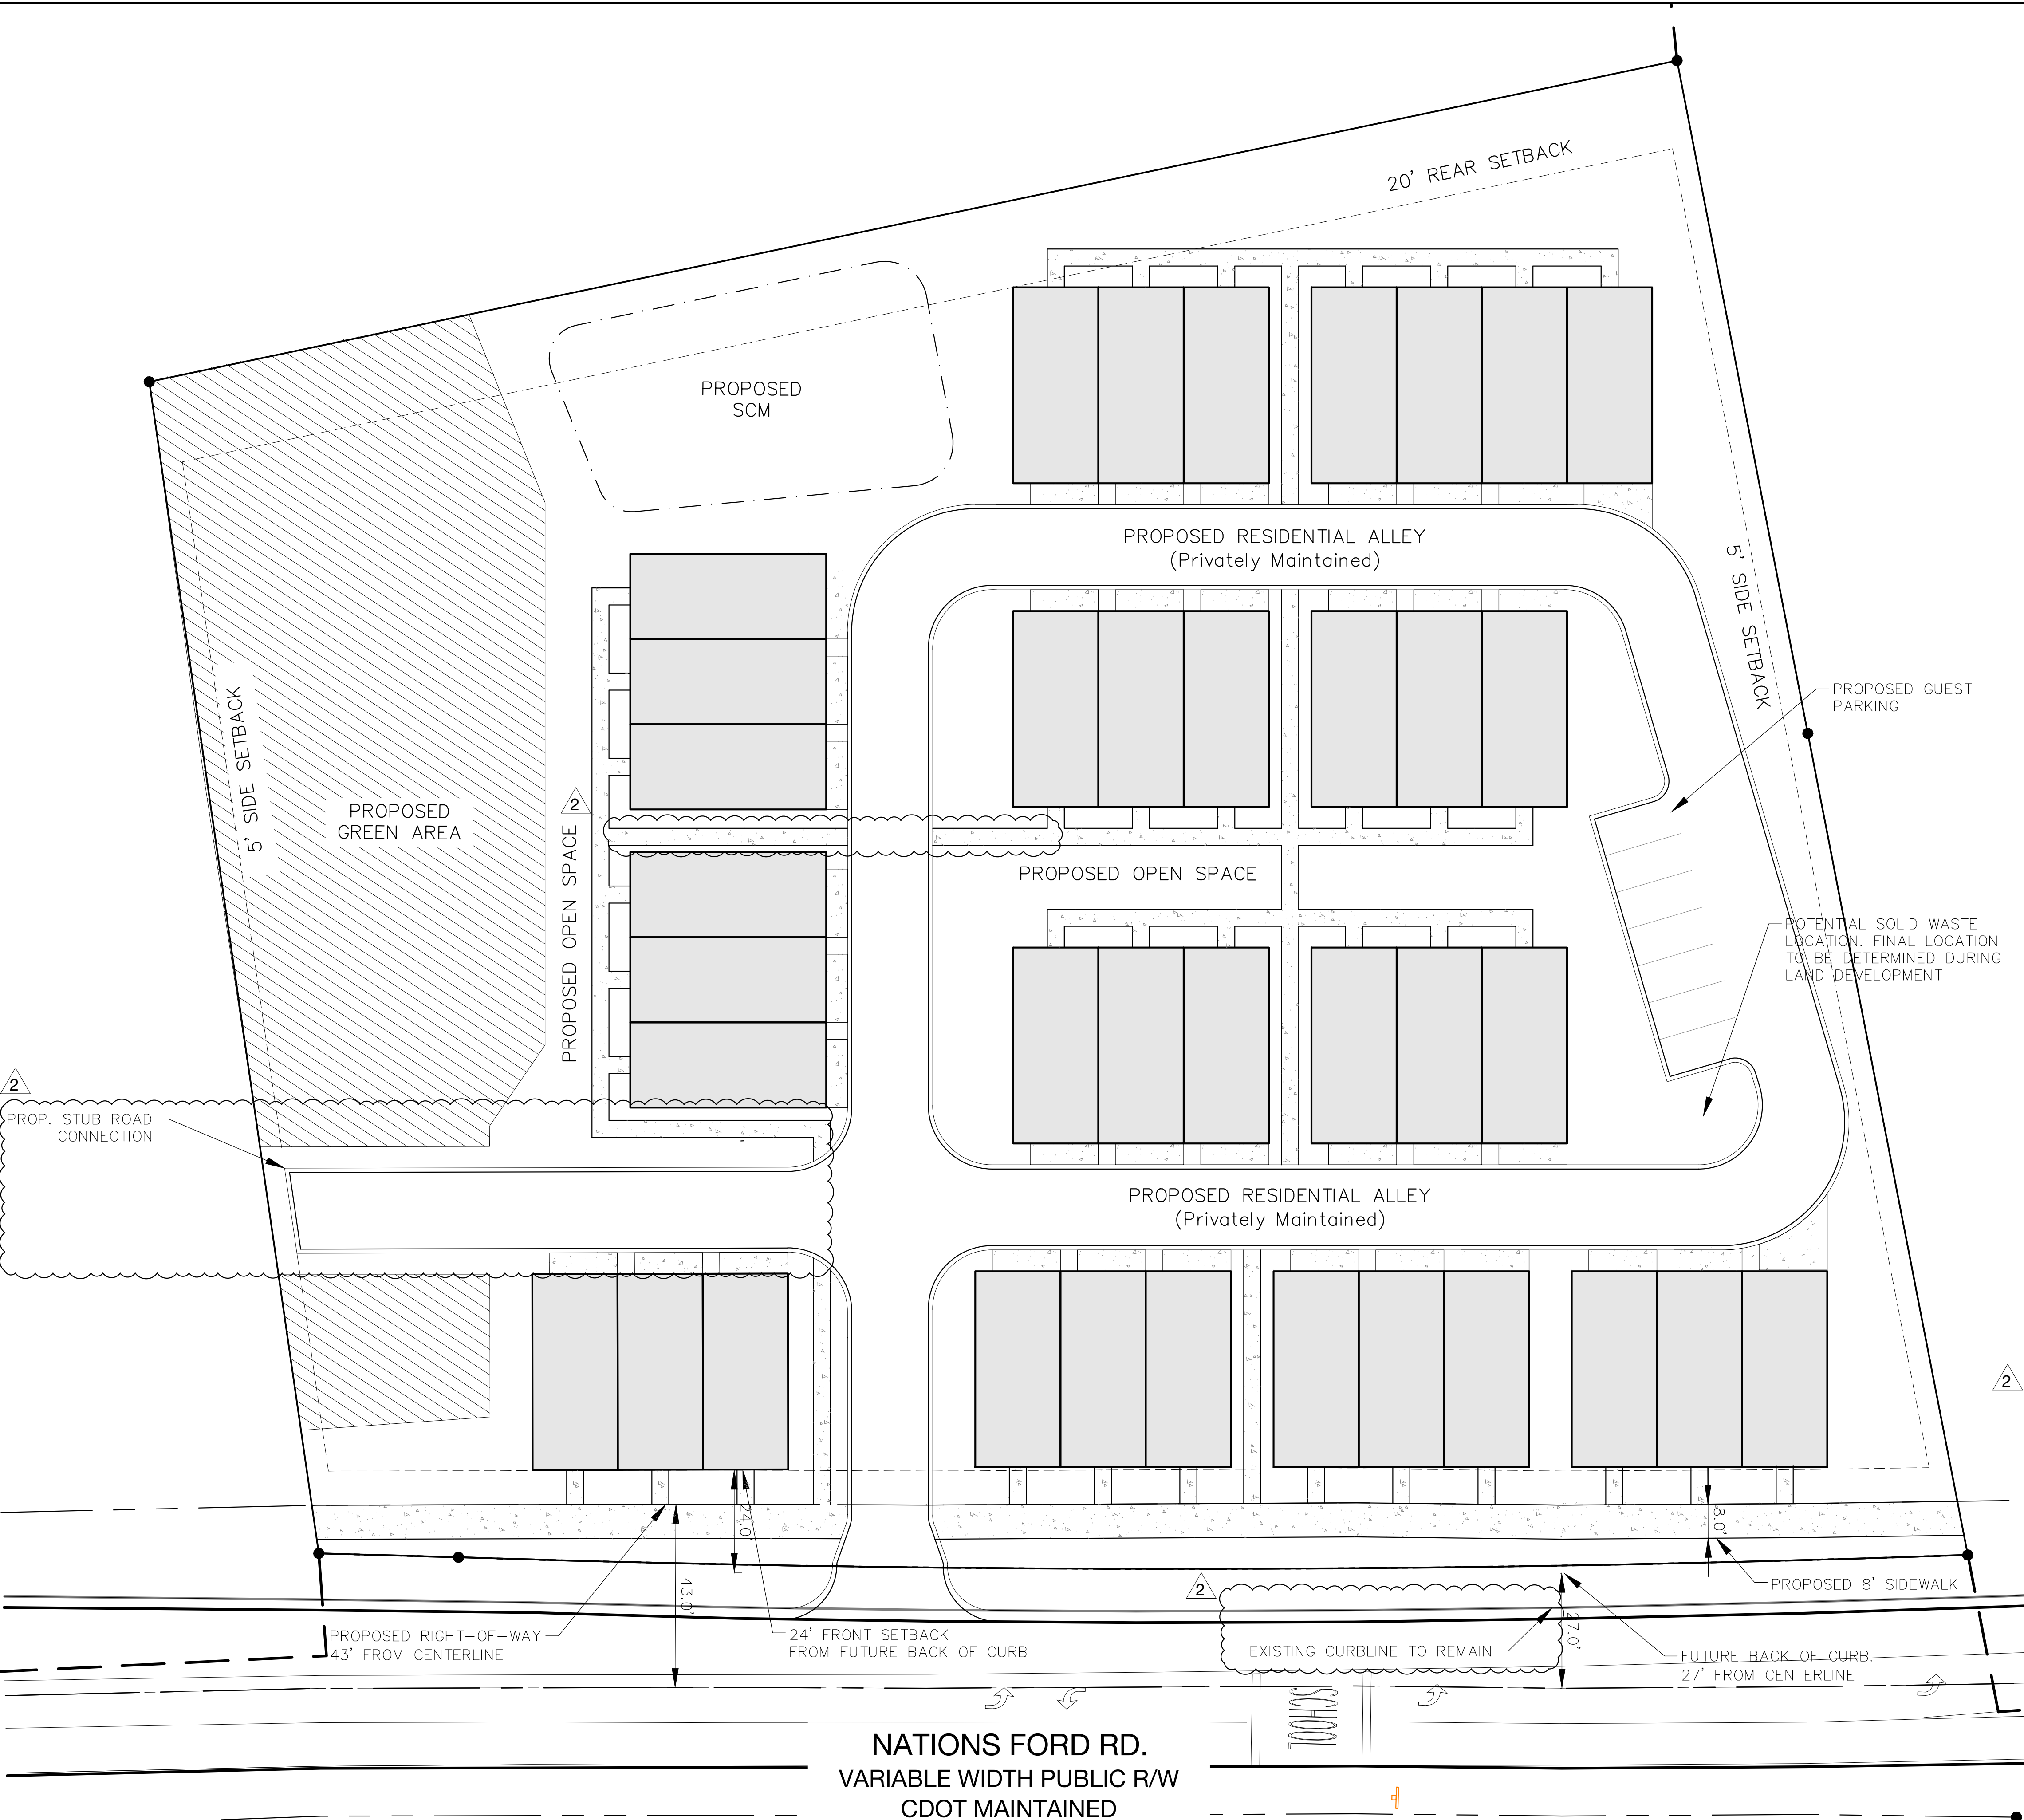 20' REAR SETBACK
PROPOSED
SCM
PROPOSED RESIDENTIAL ALLEY
(Privately Maintained)
5' SIDE SETBACK
PROPOSED GUEST
PARKING
5' SIDE SETBACK
PROPOSED
GREEN AREA
2
PROPOSED OPEN SPACE
PROPOSED OPEN SPACE
POTENTIAL SOLID WASTE
LOCATION. FINAL LOCATION
TO BE DETERMINED DURING
LAND DEVELOPMENT
2
PROP. STUB ROAD
CONNECTION
PROPOSED RESIDENTIAL ALLEY
(Privately Maintained)
2
24.0'
8.0'
43.0'
2
PROPOSED 8' SIDEWALK
PROPOSED RIGHT-OF-WAY
43' FROM CENTERLINE
24' FRONT SETBACK
FROM FUTURE BACK OF CURB
EXISTING CURBLINE TO REMAIN
27.0'
FUTURE BACK OF CURB.
27' FROM CENTERLINE
SCHOOL
NATIONS FORD RD.
VARIABLE WIDTH PUBLIC R/W
CDOT MAINTAINED